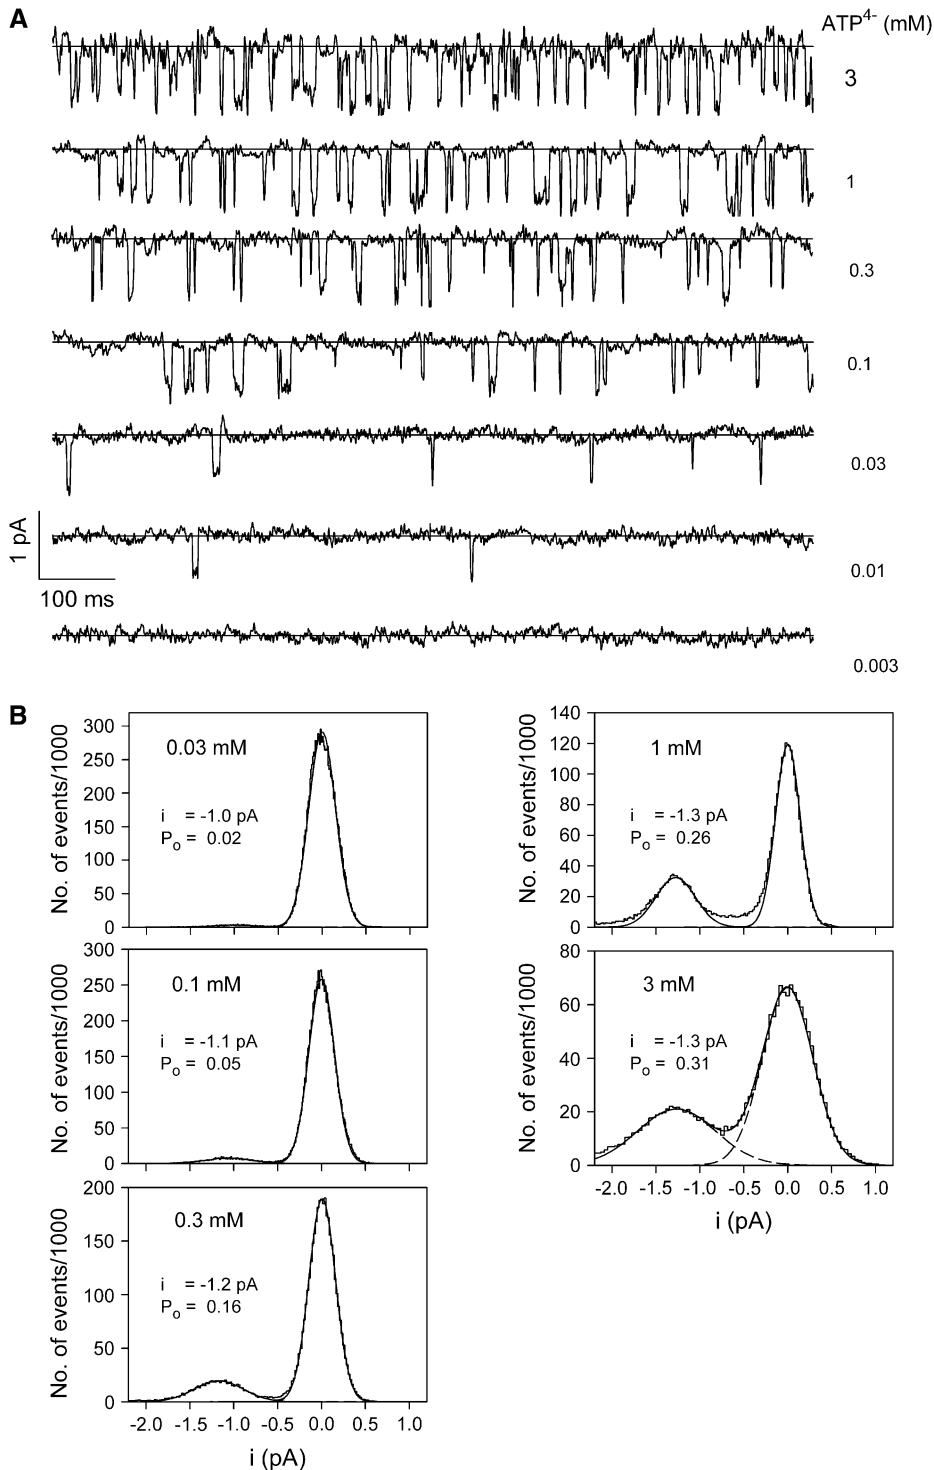 A
ATP4- (mM)
3
1
0.3
0.1
0.03
1 pA
0.01
100 ms
0.003
B
No. of events/1000
300
250
200
150
100
50
0
0.03 mM
i = -1.0 pA
Po = 0.02
No. of events/1000
140
120
100
80
60
40
20
0
1 mM
i = -1.3 pA
Po = 0.26
No. of events/1000
300
250
200
150
100
50
0
0.1 mM
i = -1.1 pA
Po = 0.05
No. of events/1000
80
60
40
20
0
3 mM
i = -1.3 pA
Po = 0.31
-2.0 -1.5 -1.0 -0.5 0.0 0.5 1.0
i (pA)
No. of events/1000
200
150
100
50
0
0.3 mM
i = -1.2 pA
Po = 0.16
-2.0 -1.5 -1.0 -0.5 0.0 0.5 1.0
i (pA)